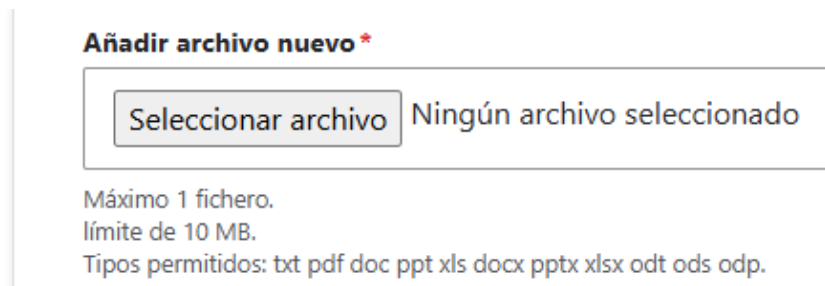 Añadir archivo nuevo*
Seleccionar archivo Ningún archivo seleccionado
Máximo 1 fichero.
límite de 10 MB.
Tipos permitidos: txt pdf doc ppt xls docx pptx xlsx odt ods odp.